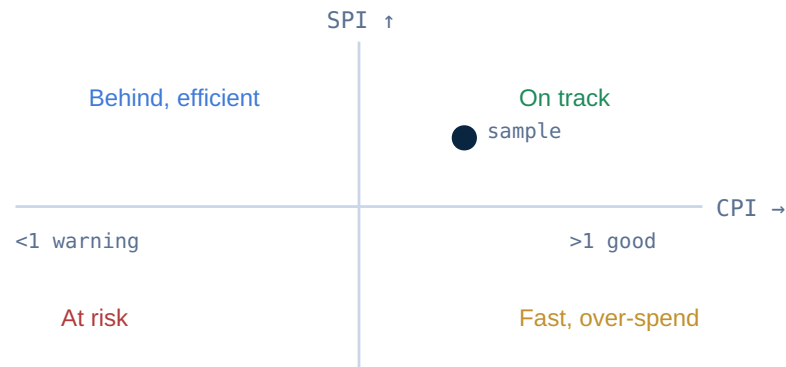 SPI ↑
Behind, efficient
On track
sample
CPI →
<1 warning
>1 good
At risk
Fast, over-spend